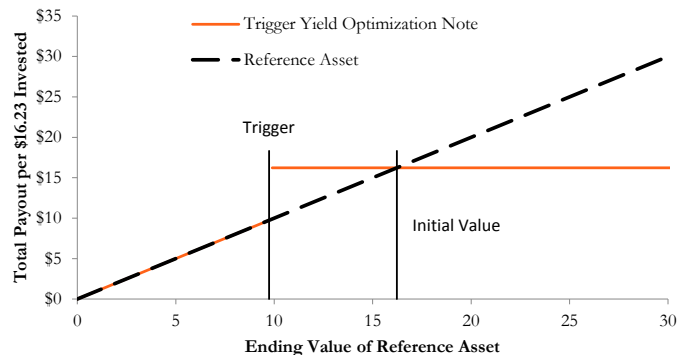 Trigger Yield Optimization Note
Reference Asset
Total Payout per $16.23 Invested
$35
$30
$25
$20
$15
$10
$5
$0
Trigger
Initial Value
0 5 10 15 20 25 30
Ending Value of Reference Asset